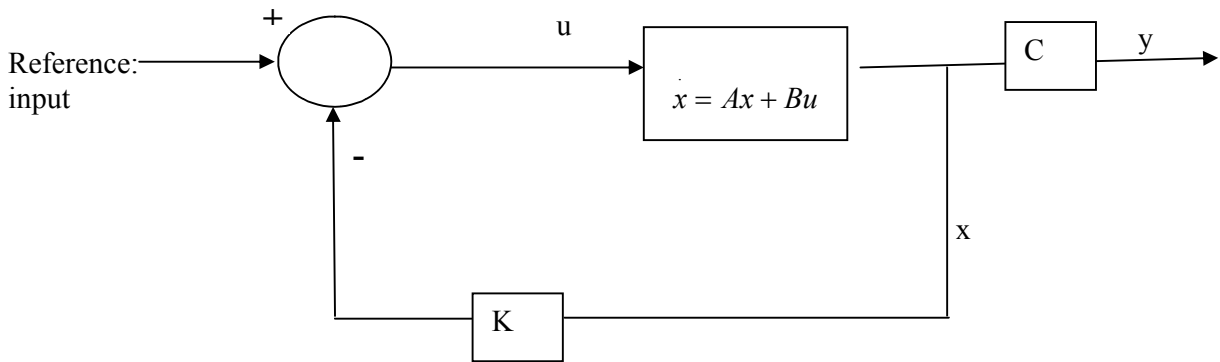 +
u
C
y
Reference:
input
ẋ = Ax + Bu
-
x
K